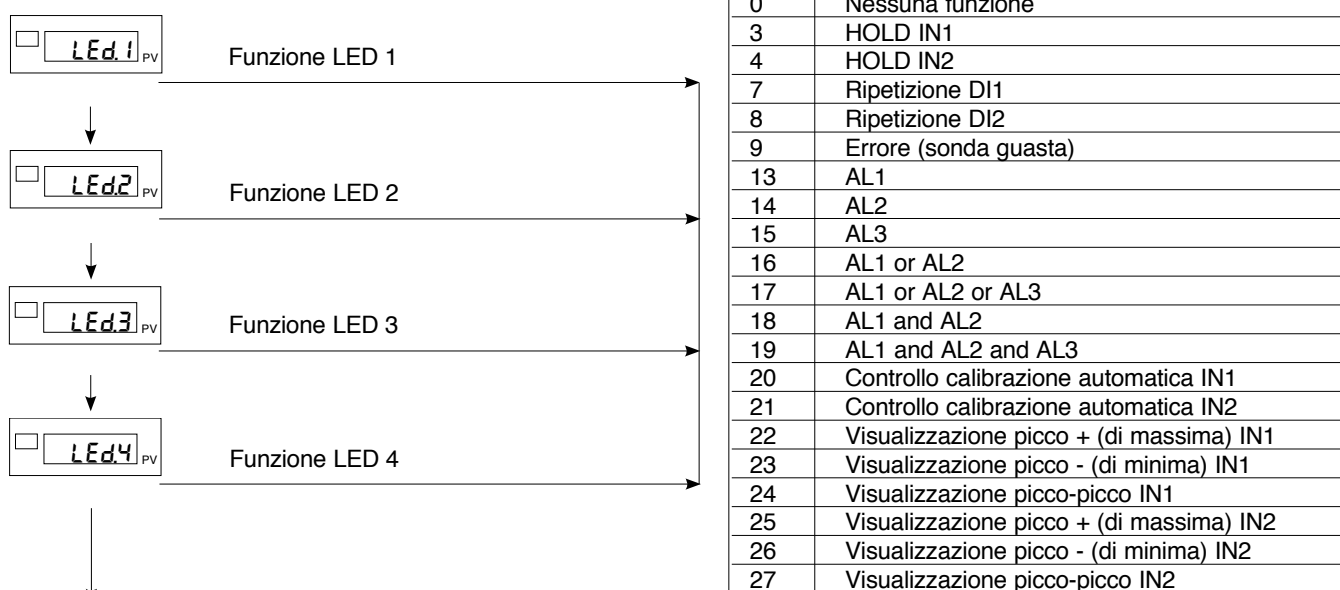 LEd.1 PV
Funzione LED 1
LEd.2 PV
Funzione LED 2
LEd.3 PV
Funzione LED 3
LEd.4 PV
Funzione LED 4
0 Nessuna funzione
3 HOLD IN1
4 HOLD IN2
7 Ripetizione DI1
8 Ripetizione DI2
9 Errore (sonda guasta)
13 AL1
14 AL2
15 AL3
16 AL1 or AL2
17 AL1 or AL2 or AL3
18 AL1 and AL2
19 AL1 and AL2 and AL3
20 Controllo calibrazione automatica IN1
21 Controllo calibrazione automatica IN2
22 Visualizzazione picco + (di massima) IN1
23 Visualizzazione picco - (di minima) IN1
24 Visualizzazione picco-picco IN1
25 Visualizzazione picco + (di massima) IN2
26 Visualizzazione picco - (di minima) IN2
27 Visualizzazione picco-picco IN2